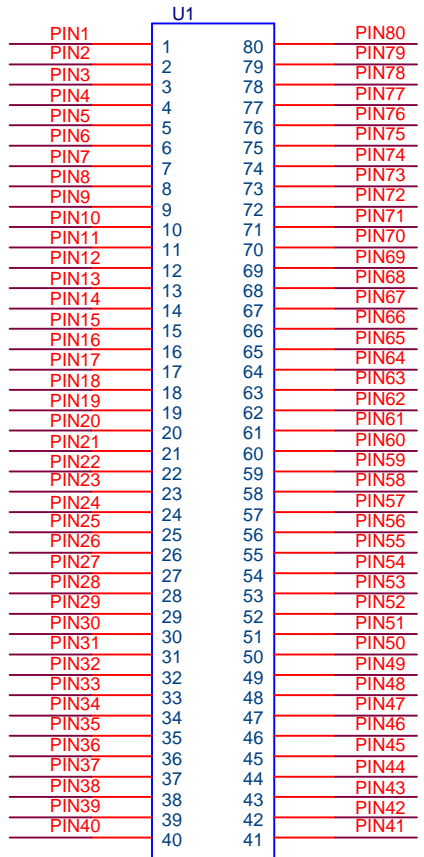 U1
PIN1 1 80 PIN80
PIN2 2 79 PIN79
PIN3 3 78 PIN78
PIN4 4 77 PIN77
PIN5 5 76 PIN76
PIN6 6 75 PIN75
PIN7 7 74 PIN74
PIN8 8 73 PIN73
PIN9 9 72 PIN72
PIN10 10 71 PIN71
PIN11 11 70 PIN70
PIN12 12 69 PIN69
PIN13 13 68 PIN68
PIN14 14 67 PIN67
PIN15 15 66 PIN66
PIN16 16 65 PIN65
PIN17 17 64 PIN64
PIN18 18 63 PIN63
PIN19 19 62 PIN62
PIN20 20 61 PIN61
PIN21 21 60 PIN60
PIN22 22 59 PIN59
PIN23 23 58 PIN58
PIN24 24 57 PIN57
PIN25 25 56 PIN56
PIN26 26 55 PIN55
PIN27 27 54 PIN54
PIN28 28 53 PIN53
PIN29 29 52 PIN52
PIN30 30 51 PIN51
PIN31 31 50 PIN50
PIN32 32 49 PIN49
PIN33 33 48 PIN48
PIN34 34 47 PIN47
PIN35 35 46 PIN46
PIN36 36 45 PIN45
PIN37 37 44 PIN44
PIN38 38 43 PIN43
PIN39 39 42 PIN42
PIN40 40 41 PIN41